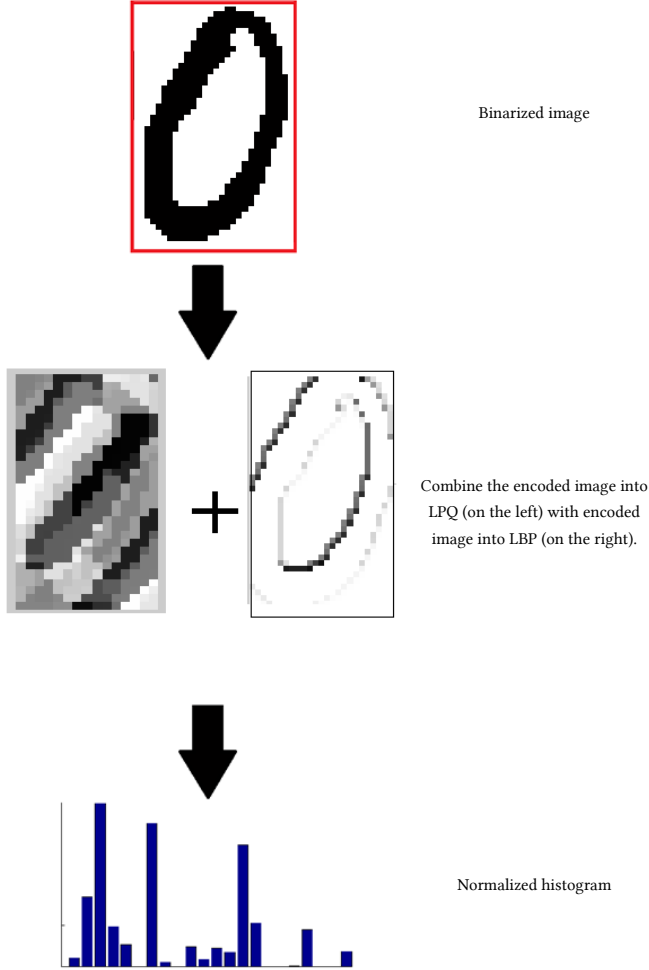 Binarized image
Combine the encoded image into
LPQ (on the left) with encoded
image into LBP (on the right).
Normalized histogram